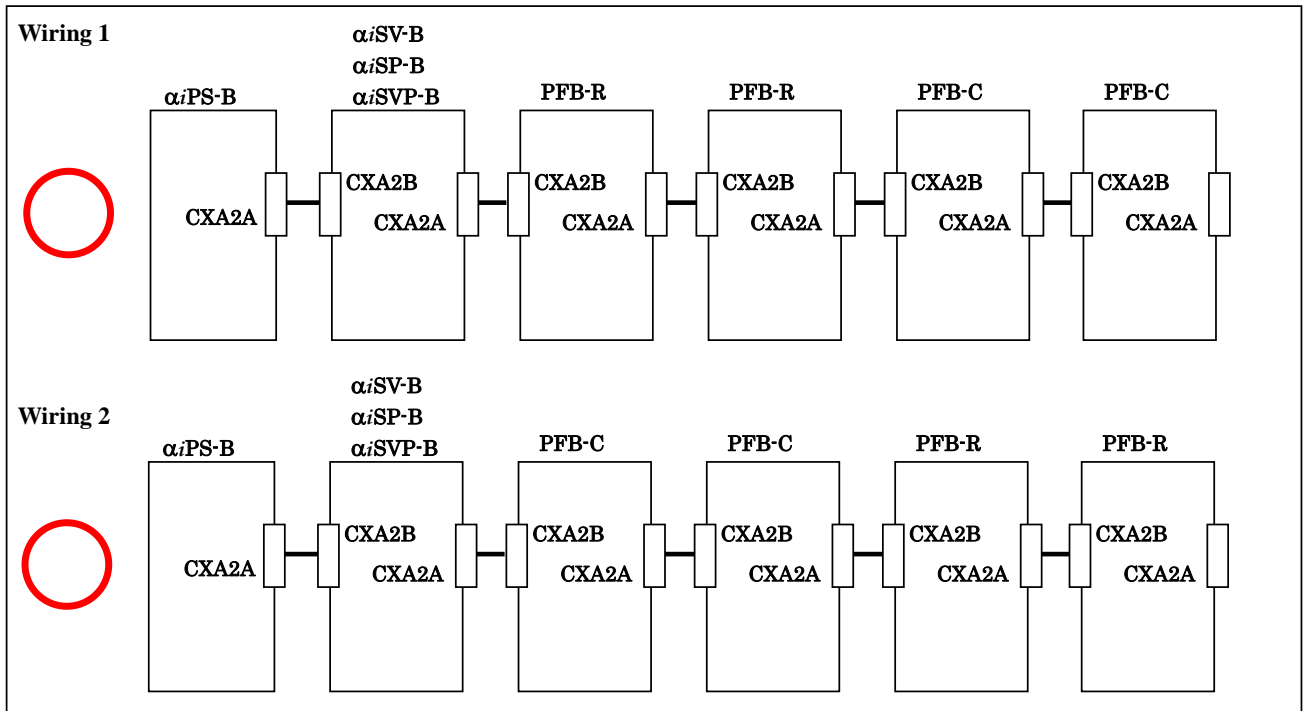 Wiring 1
αiSV-B
αiSP-B
αiPS-B αiSVP-B PFB-R PFB-R PFB-C PFB-C
CXA2B CXA2B CXA2B CXA2B CXA2B
CXA2A CXA2A CXA2A CXA2A CXA2A CXA2A
αiSV-B
Wiring 2 αiSP-B
αiPS-B αiSVP-B PFB-C PFB-C PFB-R PFB-R
CXA2B CXA2B CXA2B CXA2B CXA2B
CXA2A CXA2A CXA2A CXA2A CXA2A CXA2A